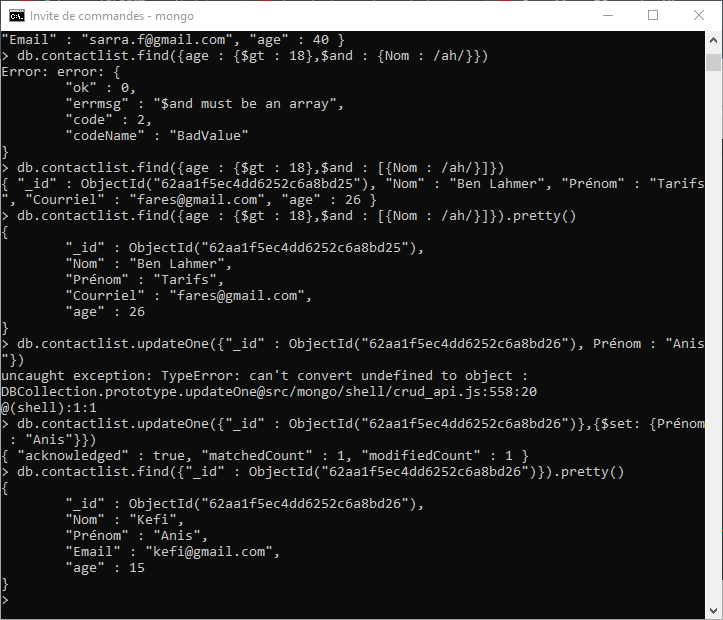 Invite de commandes - mongo
"Email" : "sarra.f@gmail.com", "age" : 40 }
> db.contactlist.find({age : {$gt : 18},$and : {Nom : /ah/}})
Error: error: {
"ok" : 0,
"errmsg" : "$and must be an array",
"code" : 2,
"codeName" : "BadValue"
}
> db.contactlist.find({age : {$gt : 18},$and : [{Nom : /ah/}]})
{ "_id" : ObjectId("62aa1f5ec4dd6252c6a8bd25"), "Nom" : "Ben Lahmer", "Prénom" : "Tarifs
", "Courriel" : "fares@gmail.com", "age" : 26 }
> db.contactlist.find({age : {$gt : 18},$and : [{Nom : /ah/}]}).pretty()
{
"_id" : ObjectId("62aa1f5ec4dd6252c6a8bd25"),
"Nom" : "Ben Lahmer",
"Prénom" : "Tarifs",
"Courriel" : "fares@gmail.com",
"age" : 26
}
> db.contactlist.updateOne({"_id" : ObjectId("62aa1f5ec4dd6252c6a8bd26"), Prénom : "Anis
"})
uncaught exception: TypeError: can't convert undefined to object :
DBCollection.prototype.updateOne@src/mongo/shell/crud_api.js:558:20
@(shell):1:1
> db.contactlist.updateOne({"_id" : ObjectId("62aa1f5ec4dd6252c6a8bd26")},{$set: {Prénom
: "Anis"}})
{ "acknowledged" : true, "matchedCount" : 1, "modifiedCount" : 1 }
> db.contactlist.find({"_id" : ObjectId("62aa1f5ec4dd6252c6a8bd26")}).pretty()
{
"_id" : ObjectId("62aa1f5ec4dd6252c6a8bd26"),
"Nom" : "Kefi",
"Prénom" : "Anis",
"Email" : "kefi@gmail.com",
"age" : 15
}
>